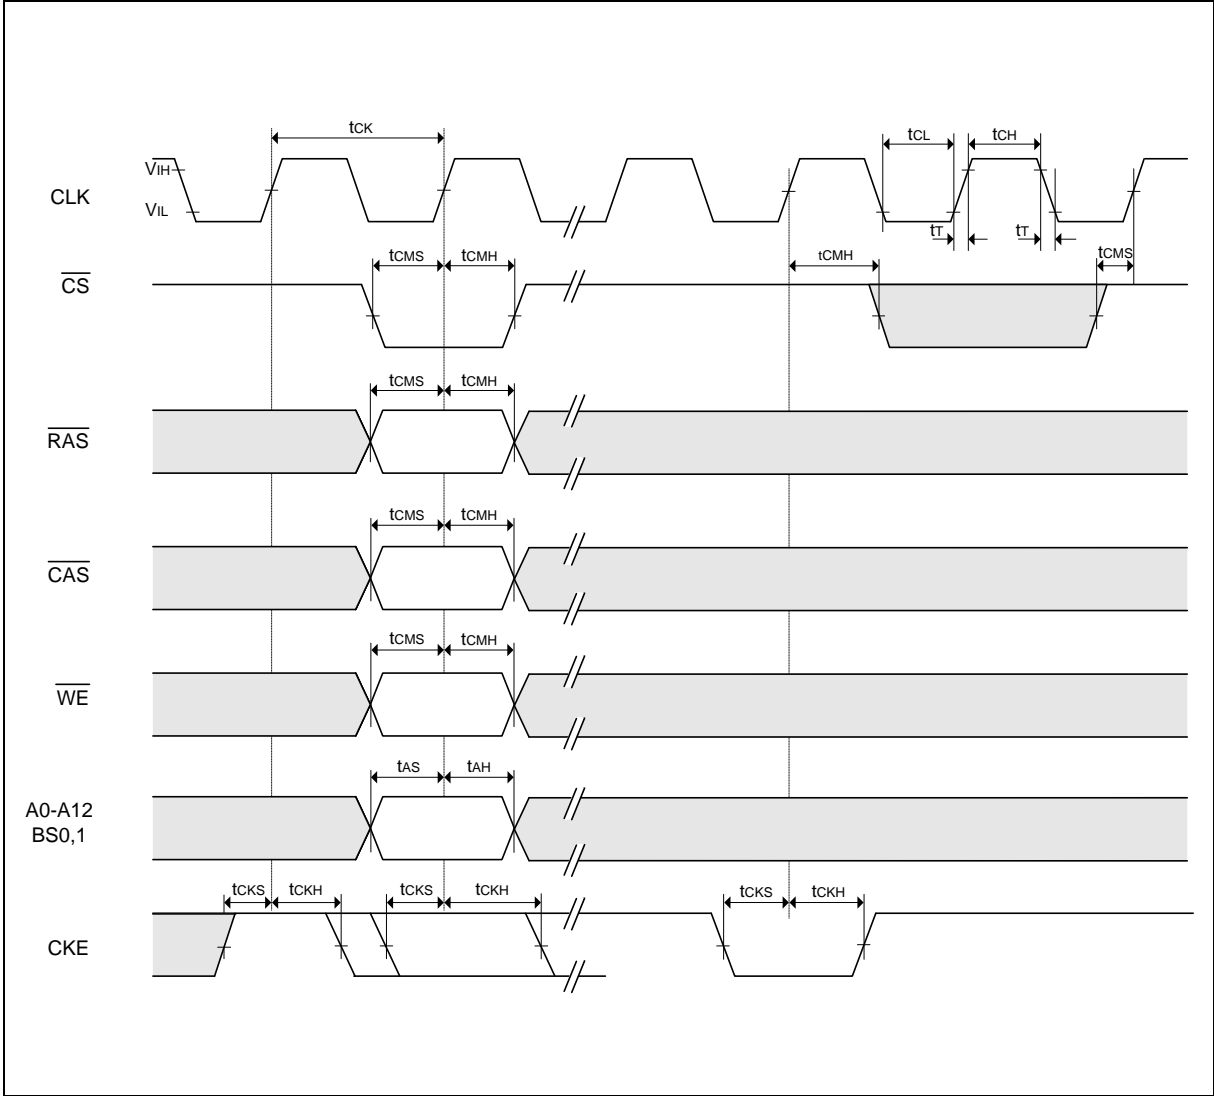 tCK
tCL tCH
VIH
CLK
VIL
tT tT
tCMS tCMH tCMH tCMS
CS
tCMS tCMH
RAS
tCMS tCMH
CAS
tCMS tCMH
WE
tAS tAH
A0-A12
BS0,1
tCKS tCKH tCKS tCKH tCKS tCKH
CKE